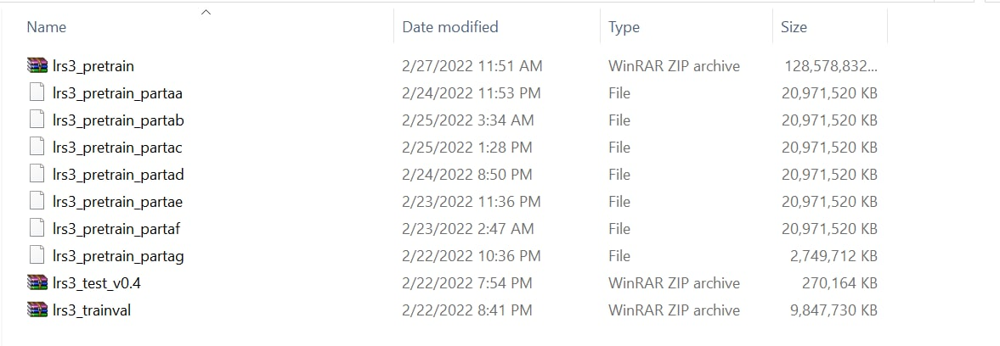 Name Date modified Type Size
lrs3_pretrain 2/27/2022 11:51 AM WinRAR ZIP archive 128,578,832...
lrs3_pretrain_partaa 2/24/2022 11:53 PM File 20,971,520 KB
lrs3_pretrain_partab 2/25/2022 3:34 AM File 20,971,520 KB
lrs3_pretrain_partac 2/25/2022 1:28 PM File 20,971,520 KB
lrs3_pretrain_partad 2/24/2022 8:50 PM File 20,971,520 KB
lrs3_pretrain_partae 2/23/2022 11:36 PM File 20,971,520 KB
lrs3_pretrain_partaf 2/23/2022 2:47 AM File 20,971,520 KB
lrs3_pretrain_partag 2/22/2022 10:36 PM File 2,749,712 KB
lrs3_test_v0.4 2/22/2022 7:54 PM WinRAR ZIP archive 270,164 KB
lrs3_trainval 2/22/2022 8:41 PM WinRAR ZIP archive 9,847,730 KB